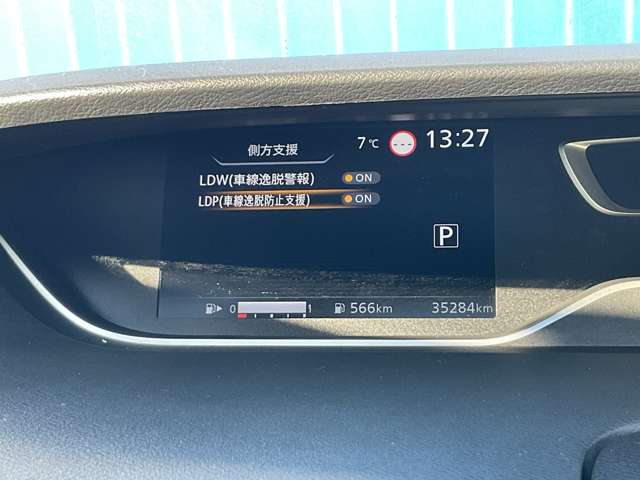 側方支援
7℃
---
13:27
LDW(車線逸脱警報)
ON
LDP(車線逸脱防止支援)
ON
P
0
1
566km
35284km